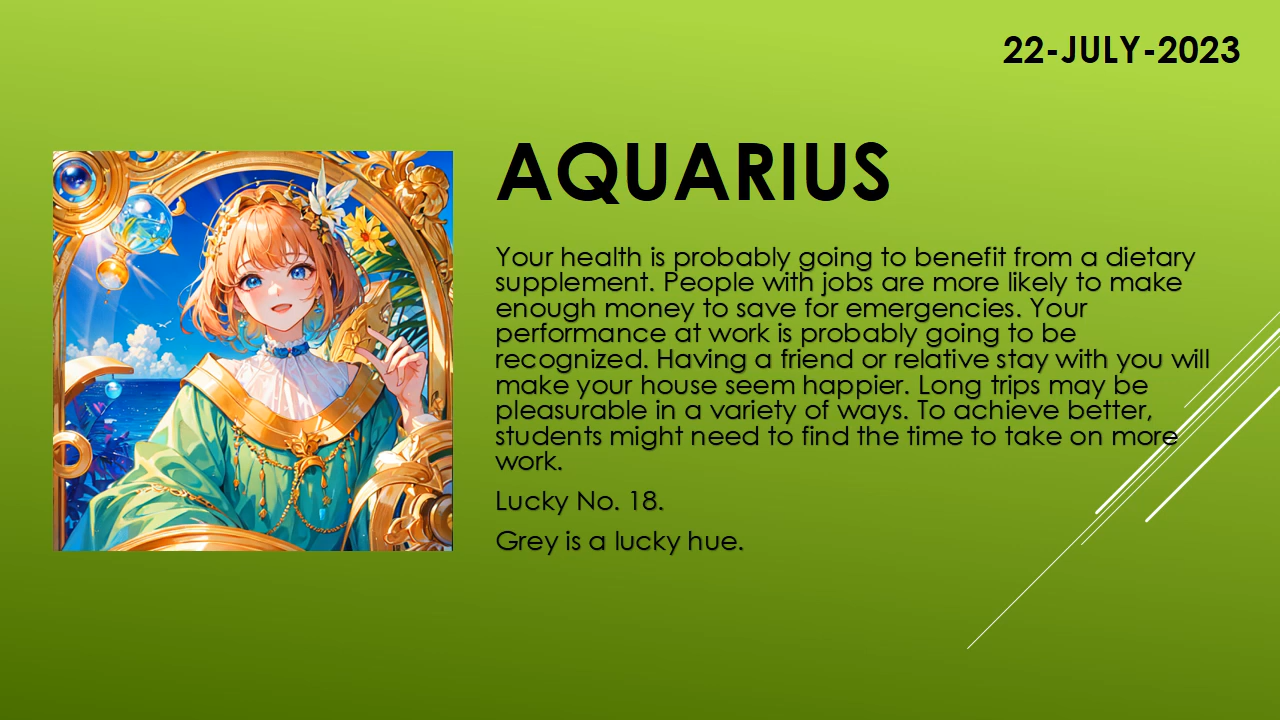 22-JULY-2023
AQUARIUS
Your health is probably going to benefit from a dietary
supplement. People with jobs are more likely to make
enough money to save for emergencies. Your
performance at work is probably going to be
recognized. Having a friend or relative stay with you will
make your house seem happier. Long trips may be
pleasurable in a variety of ways. To achieve better,
students might need to find the time to take on more
work.
Lucky No. 18.
Grey is a lucky hue.